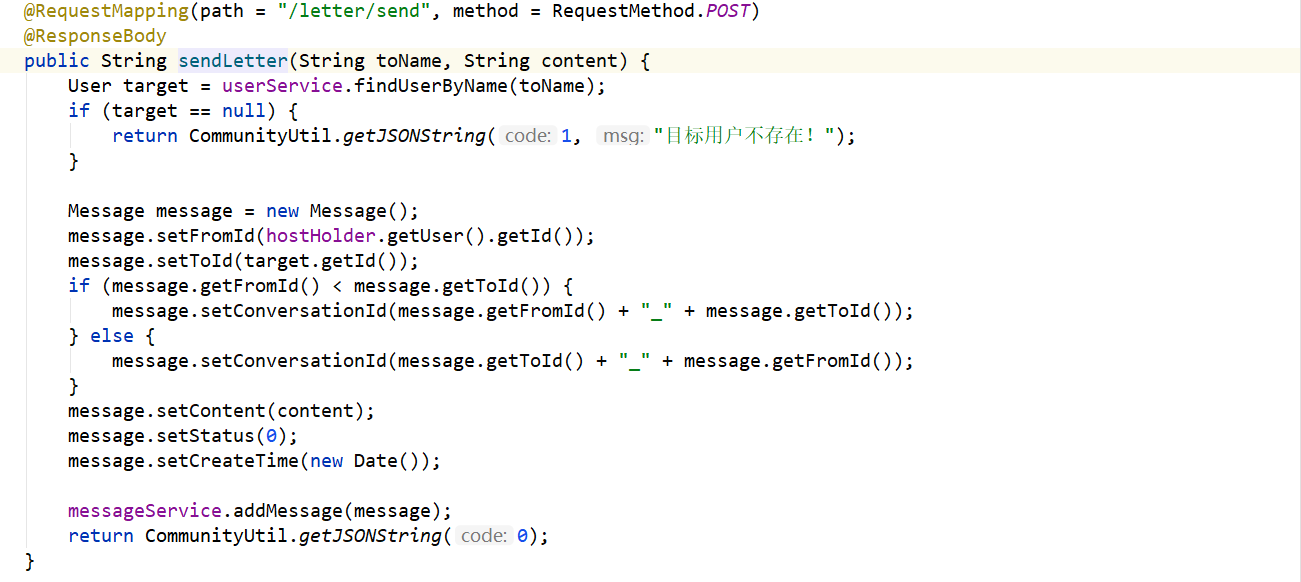 @RequestMapping(path = "/letter/send", method = RequestMethod.POST)
@ResponseBody
public String sendLetter(String toName, String content) {
    User target = userService.findUserByName(toName);
    if (target == null) {
        return CommunityUtil.getJSONString( code: 1, msg: "目标用户不存在！");
    }

    Message message = new Message();
    message.setFromId(hostHolder.getUser().getId());
    message.setToId(target.getId());
    if (message.getFromId() < message.getToId()) {
        message.setConversationId(message.getFromId() + "_" + message.getToId());
    } else {
        message.setConversationId(message.getToId() + "_" + message.getFromId());
    }
    message.setContent(content);
    message.setStatus(0);
    message.setCreateTime(new Date());

    messageService.addMessage(message);
    return CommunityUtil.getJSONString( code: 0);
}